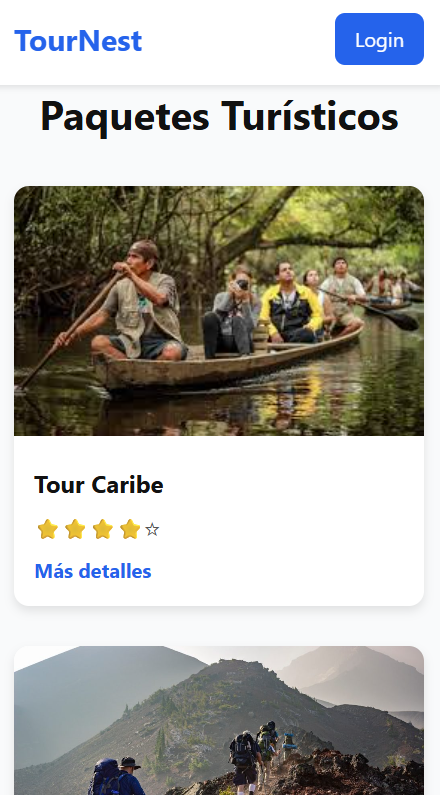 TourNest
Login
Paquetes Turísticos
Tour Caribe
Más detalles